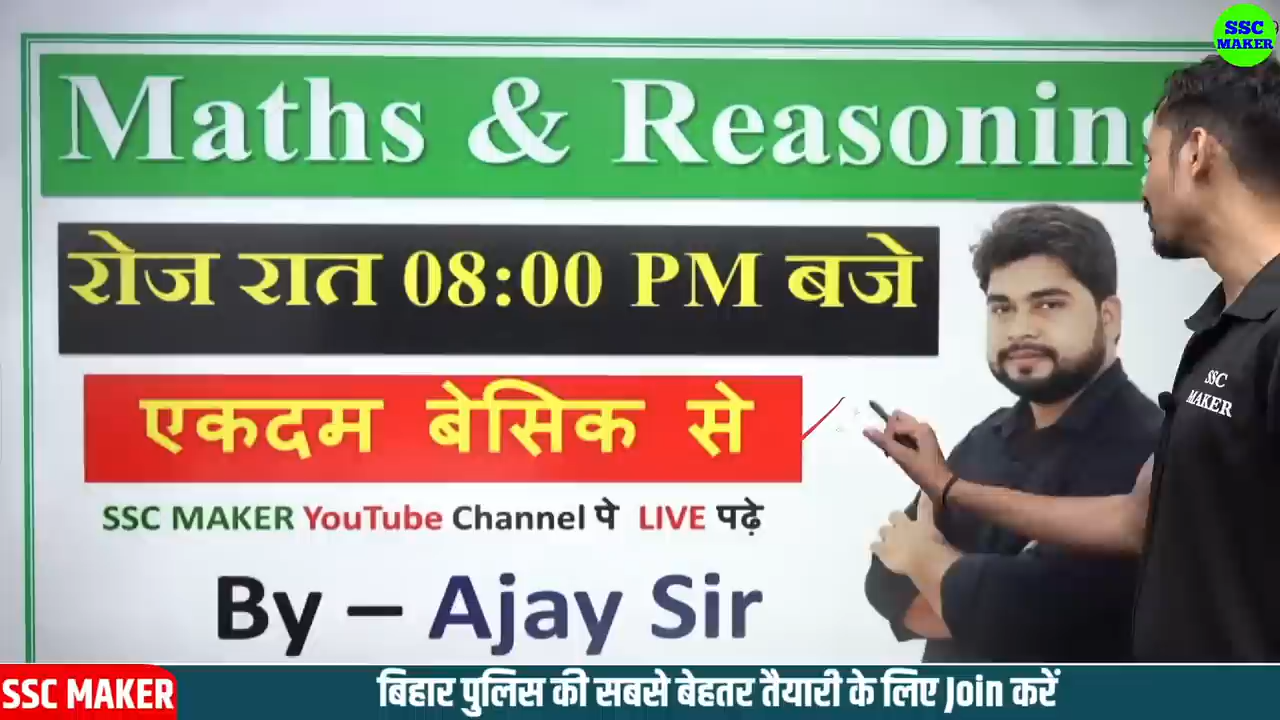 SSC
MAKER
Maths & Reasoning
रोज रात 08:00 PM बजे
एकदम बेसिक से
SSC MAKER YouTube Channel पे LIVE पढ़े
By – Ajay Sir
SSC
MAKER
SSC MAKER
बिहार पुलिस की सबसे बेहतर तैयारी के लिए Join करें